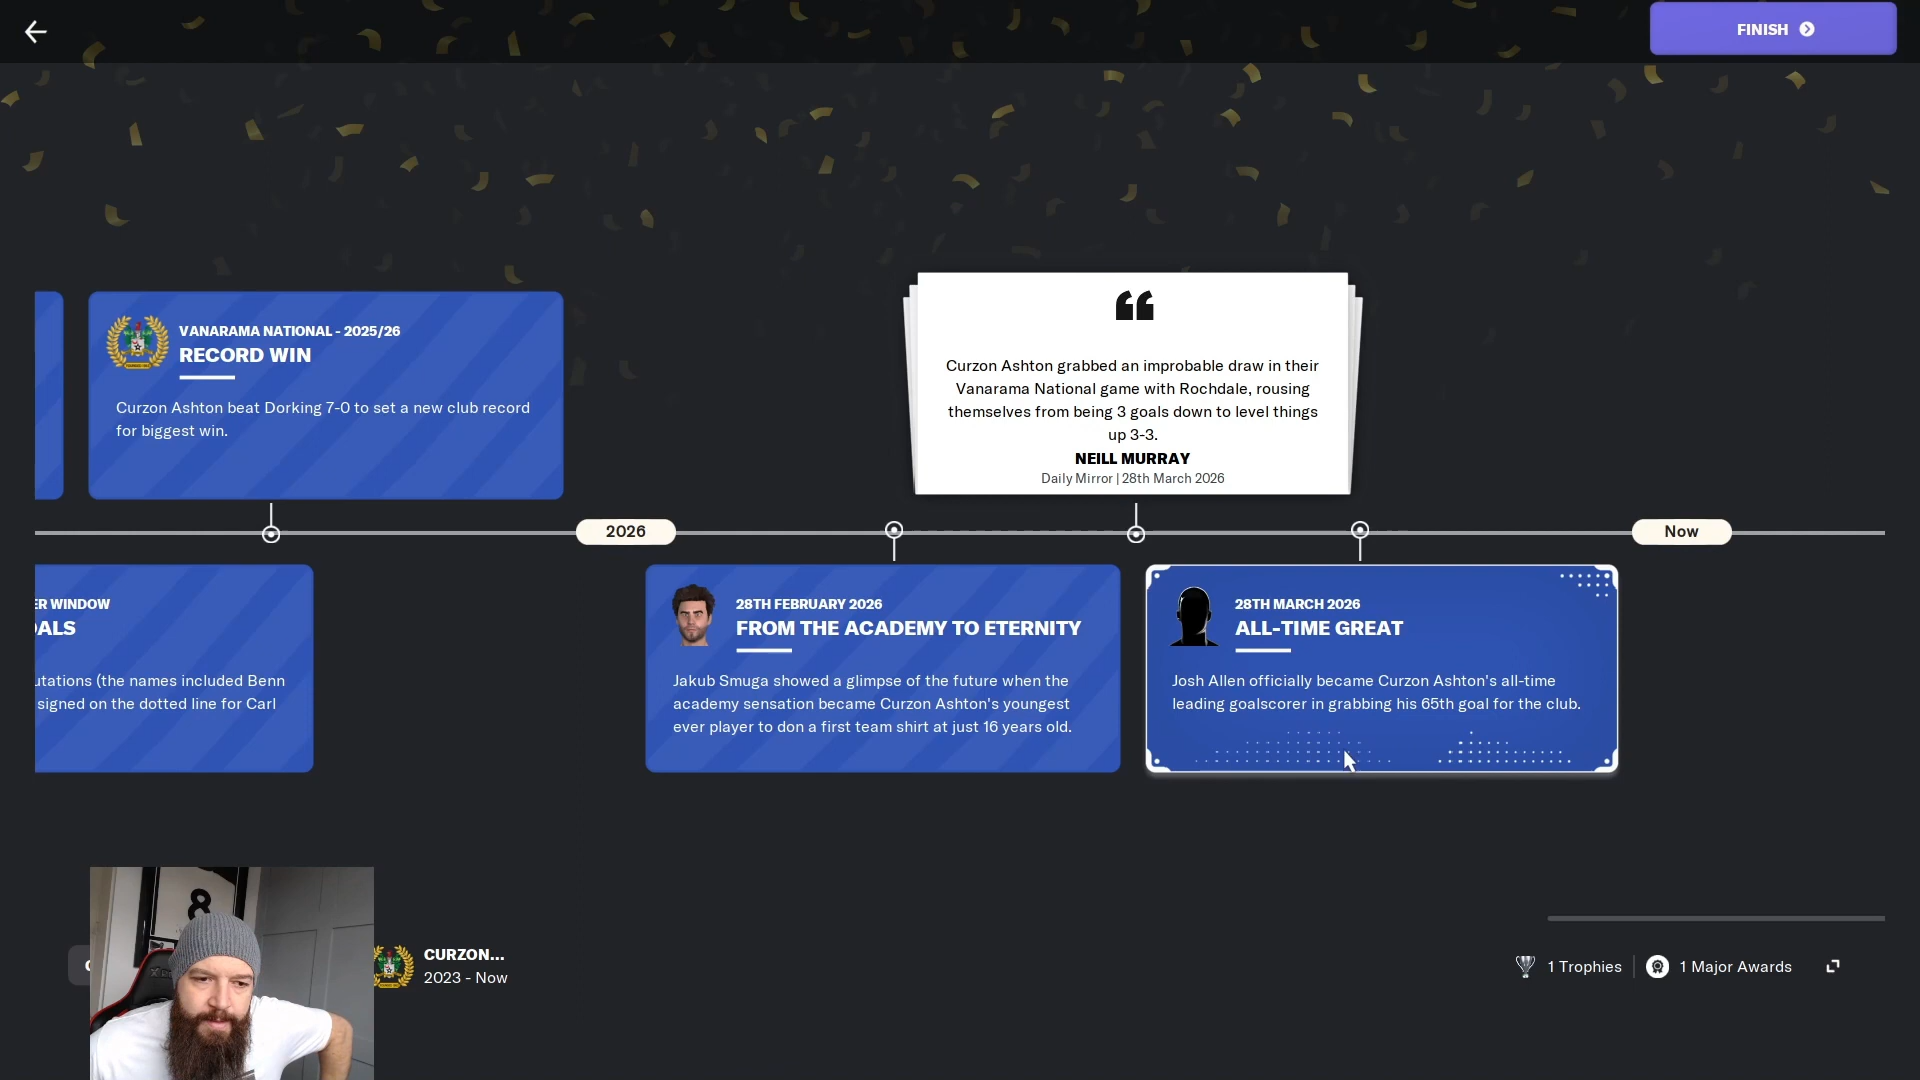 FINISH
VANARAMA NATIONAL - 2025/26
RECORD WIN
Curzon Ashton beat Dorking 7-0 to set a new club record
for biggest win.
Curzon Ashton grabbed an improbable draw in their
Vanarama National game with Rochdale, rousing
themselves from being 3 goals down to level things
up 3-3.
NEILL MURRAY
Daily Mirror | 28th March 2026
2026
Now
ER WINDOW
ALS
utations (the names included Benn
signed on the dotted line for Carl
28TH FEBRUARY 2026
FROM THE ACADEMY TO ETERNITY
Jakub Smuga showed a glimpse of the future when the
academy sensation became Curzon Ashton's youngest
ever player to don a first team shirt at just 16 years old.
28TH MARCH 2026
ALL-TIME GREAT
Josh Allen officially became Curzon Ashton's all-time
leading goalscorer in grabbing his 65th goal for the club.
8
CURZON...
2023 - Now
1 Trophies
1 Major Awards